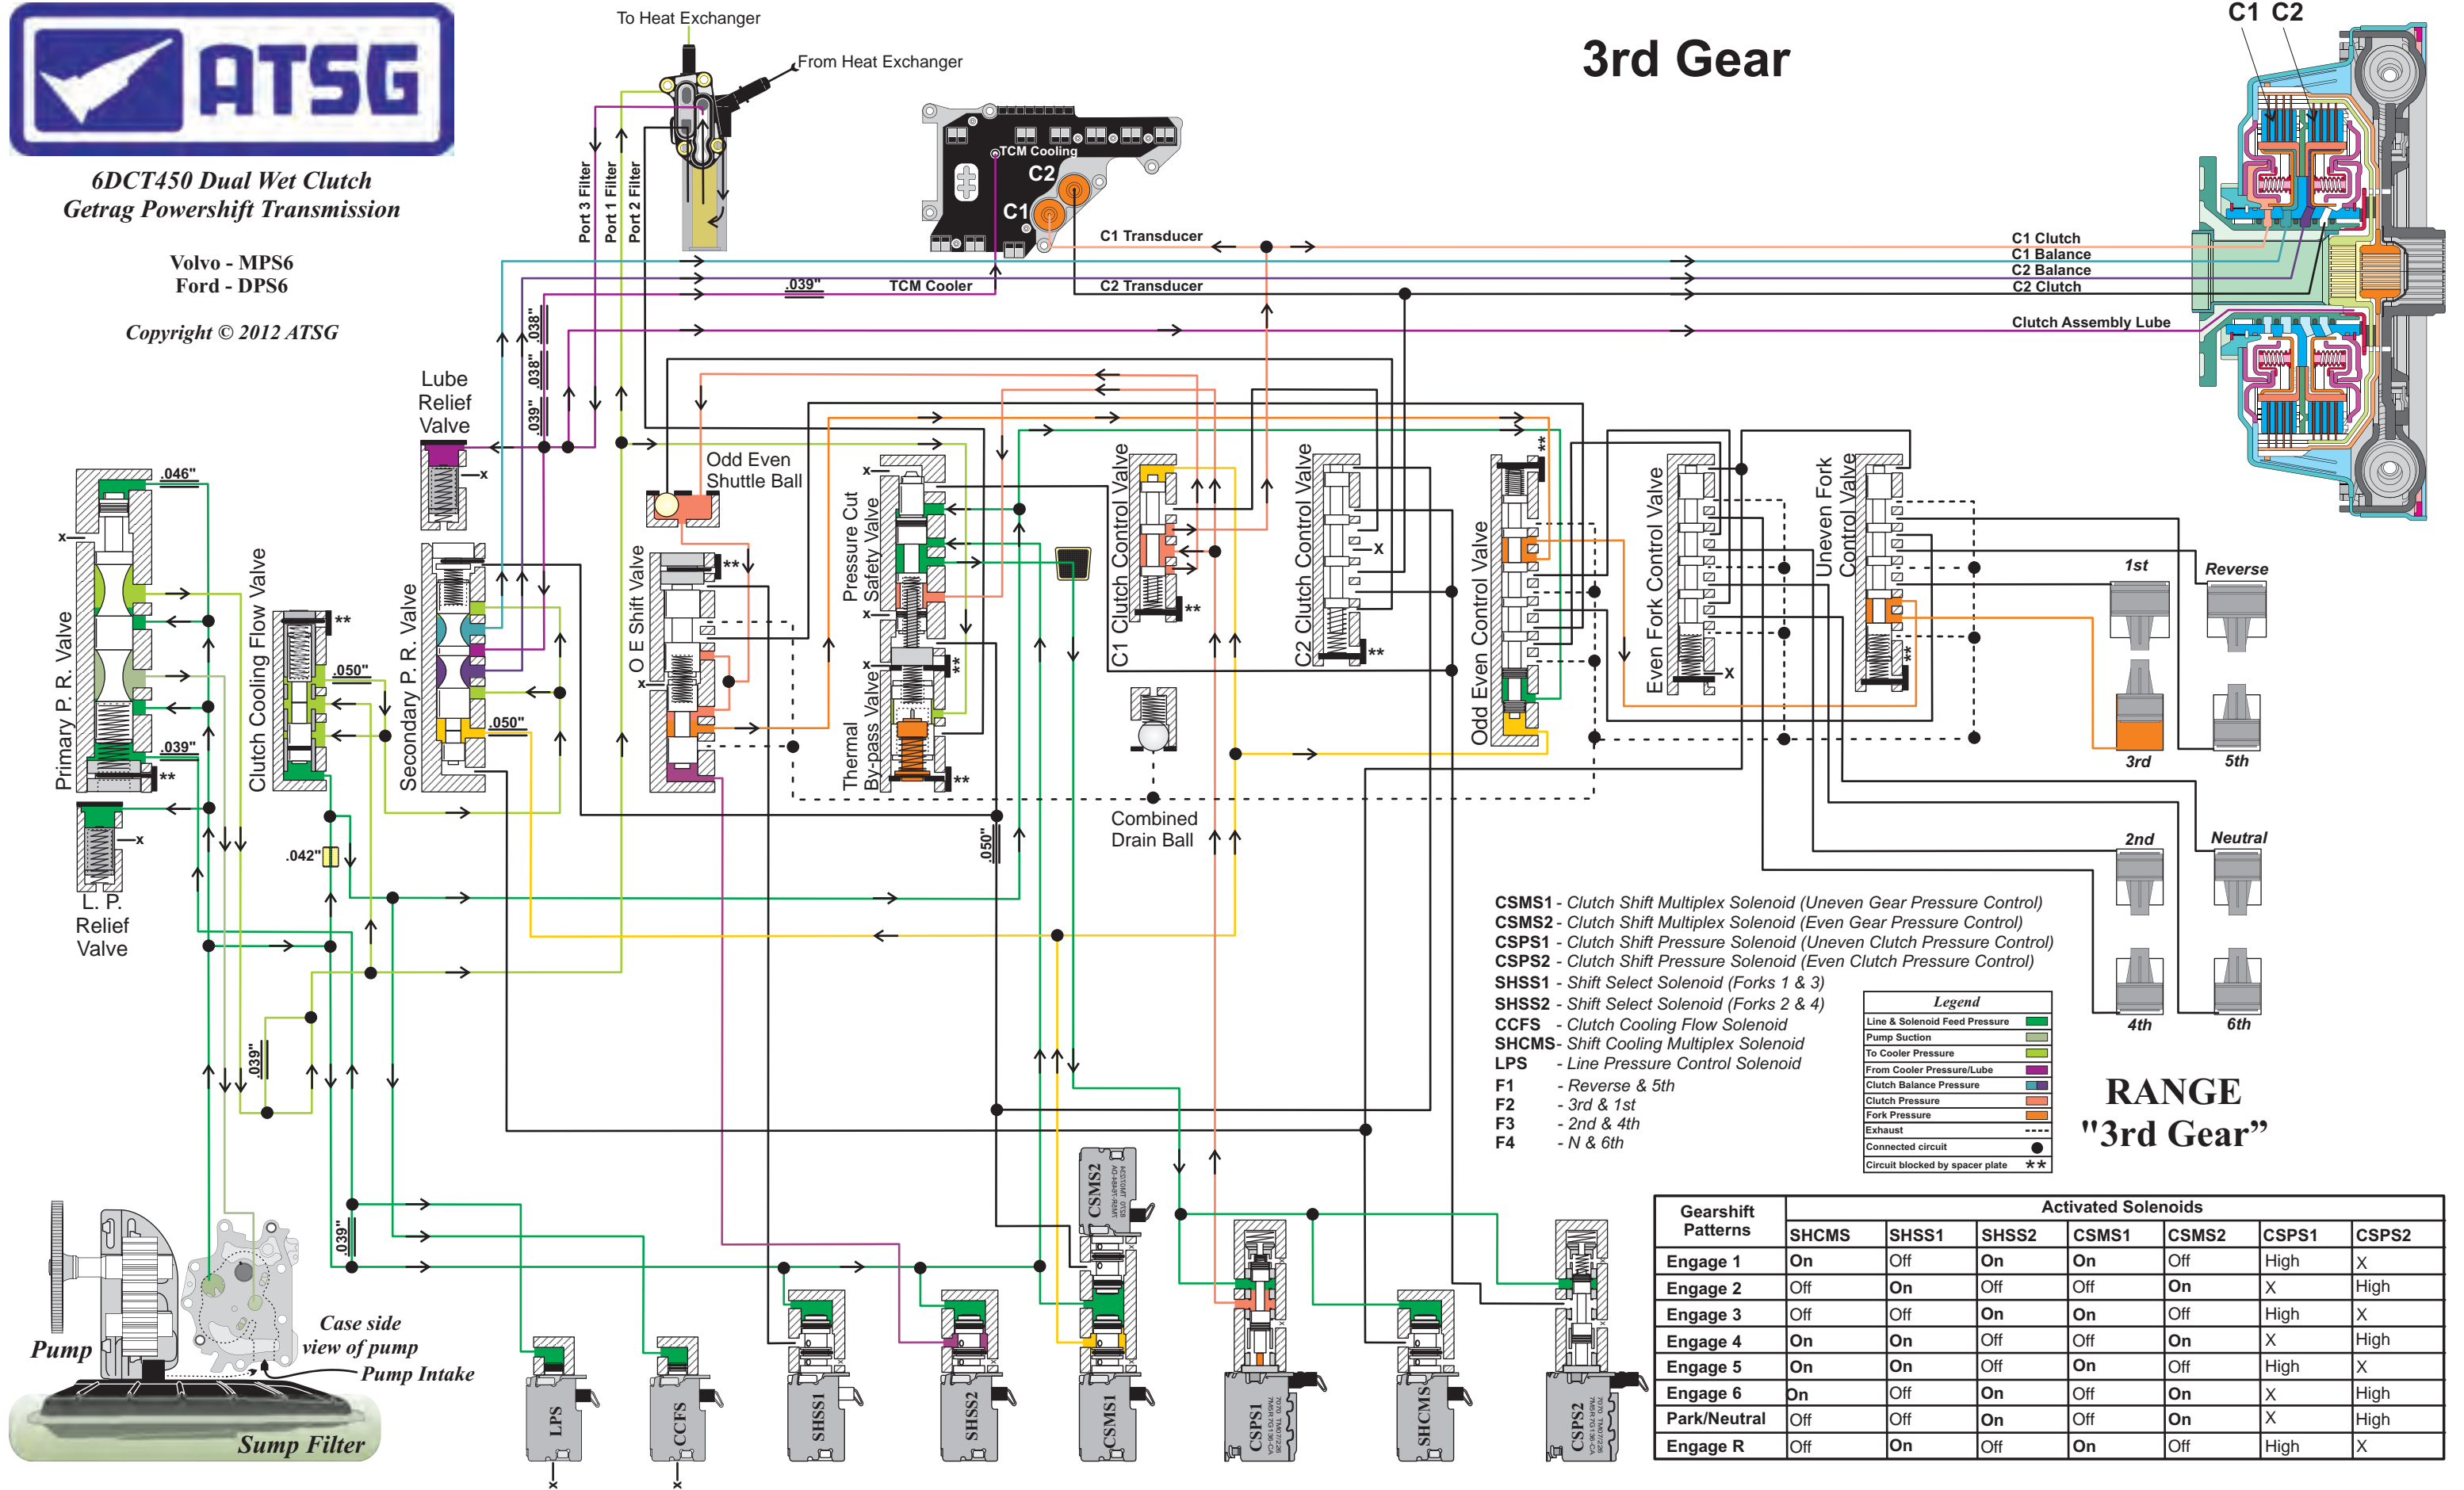 ATSG
6DCT450 Dual Wet Clutch
Getrag Powershift Transmission
Volvo - MPS6
Ford - DPS6
Copyright © 2012 ATSG
3rd Gear
To Heat Exchanger
From Heat Exchanger
C1 C2
Port 3 Filter
Port 1 Filter
Port 2 Filter
TCM Cooling
C2
C1
C1 Transducer
C1 Clutch
C1 Balance
C2 Balance
C2 Clutch
.039"
TCM Cooler
C2 Transducer
Clutch Assembly Lube
.038"
.038"
.039"
Lube
Relief
Valve
x
Odd Even
Shuttle Ball
.046"
x
Primary P. R. Valve
.039"
**
Clutch Cooling Flow Valve
**
.050"
Secondary P. R. Valve
.050"
O E Shift Valve
**
x
Pressure Cut
Safety Valve
x
x
x
**
Thermal
By-pass Valve
**
C1 Clutch Control Valve
**
C2 Clutch Control Valve
x
**
Odd Even Control Valve
**
Even Fork Control Valve
x
Uneven Fork
Control Valve
**
1st
Reverse
3rd
5th
2nd
Neutral
4th
6th
x
L. P.
Relief
Valve
.042"
.050"
Combined
Drain Ball
.039"
.039"
CSMS1 - Clutch Shift Multiplex Solenoid (Uneven Gear Pressure Control)
CSMS2 - Clutch Shift Multiplex Solenoid (Even Gear Pressure Control)
CSPS1 - Clutch Shift Pressure Solenoid (Uneven Clutch Pressure Control)
CSPS2 - Clutch Shift Pressure Solenoid (Even Clutch Pressure Control)
SHSS1 - Shift Select Solenoid (Forks 1 & 3)
SHSS2 - Shift Select Solenoid (Forks 2 & 4)
CCFS - Clutch Cooling Flow Solenoid
SHCMS- Shift Cooling Multiplex Solenoid
LPS - Line Pressure Control Solenoid
F1 - Reverse & 5th
F2 - 3rd & 1st
F3 - 2nd & 4th
F4 - N & 6th
Legend
Line & Solenoid Feed Pressure
Pump Suction
To Cooler Pressure
From Cooler Pressure/Lube
Clutch Balance Pressure
Clutch Pressure
Fork Pressure
Exhaust
Connected circuit
Circuit blocked by spacer plate **
RANGE
"3rd Gear”
Pump
Case side
view of pump
Pump Intake
Sump Filter
LPS
x
CCFS
x
SHSS1
SHSS2
CSMS2
CSMS1
CSPS1
SHCMS
CSPS2
Gearshift Patterns Activated Solenoids
SHCMS SHSS1 SHSS2 CSMS1 CSMS2 CSPS1 CSPS2
Engage 1 On Off On On Off High X
Engage 2 Off On Off Off On X High
Engage 3 Off Off On On Off High X
Engage 4 On On Off Off On X High
Engage 5 On On Off On Off High X
Engage 6 On Off On Off On X High
Park/Neutral Off Off On Off On X High
Engage R Off On Off On Off High X